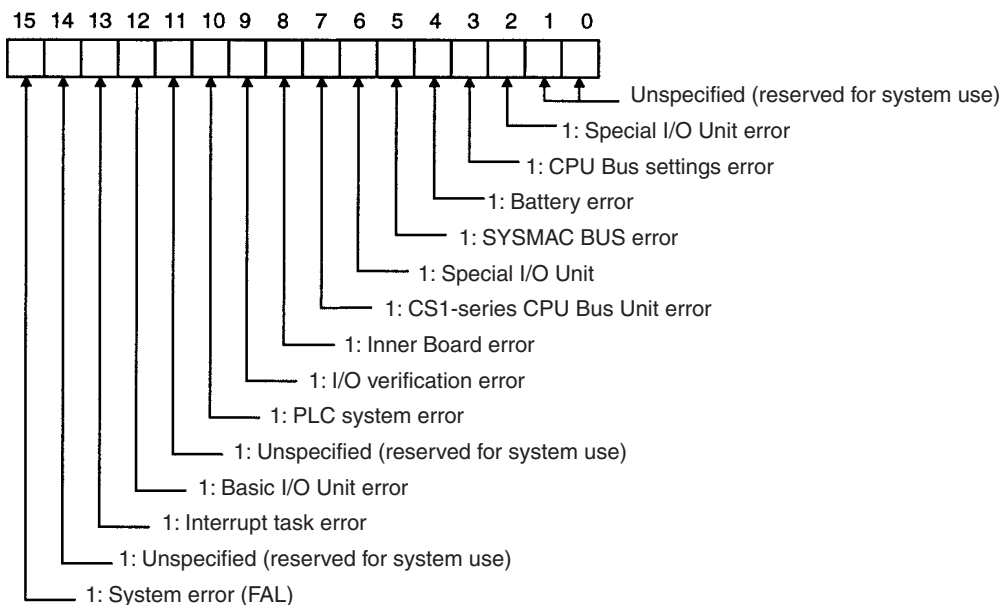 15 14 13 12 11 10 9 8 7 6 5 4 3 2 1 0
Unspecified (reserved for system use)
1: Special I/O Unit error
1: CPU Bus settings error
1: Battery error
1: SYSMAC BUS error
1: Special I/O Unit
1: CS1-series CPU Bus Unit error
1: Inner Board error
1: I/O verification error
1: PLC system error
1: Unspecified (reserved for system use)
1: Basic I/O Unit error
1: Interrupt task error
1: Unspecified (reserved for system use)
1: System error (FAL)